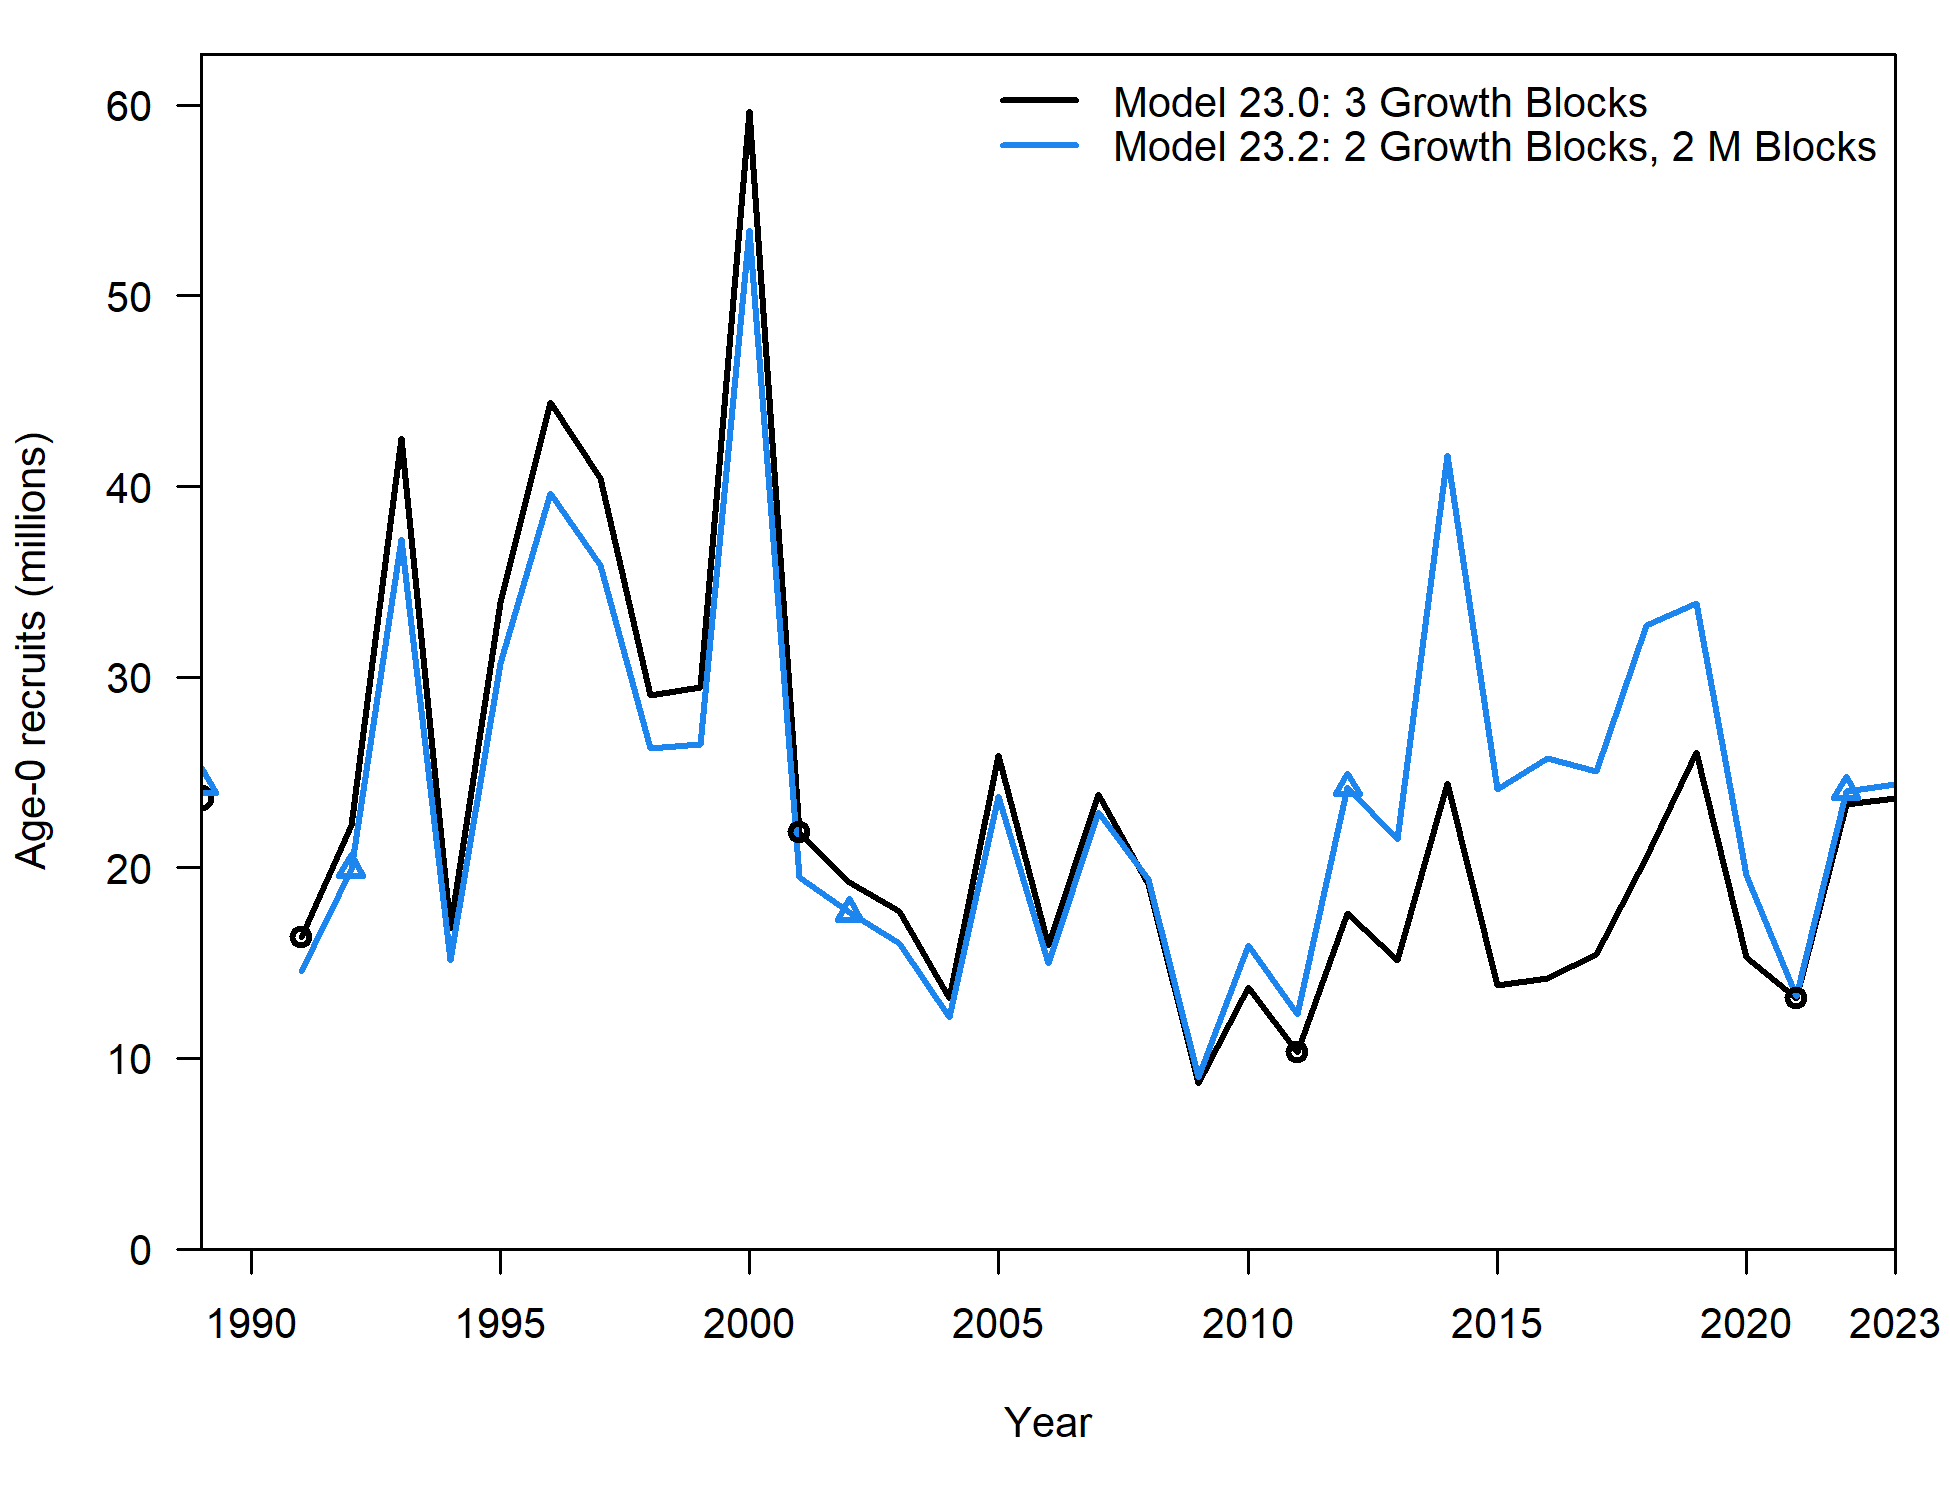 Model 23.0: 3 Growth Blocks
Model 23.2: 2 Growth Blocks, 2 M Blocks
Age-0 recruits (millions)
60
50
40
30
20
10
0
1990 1995 2000 2005 2010 2015 2020 2023
Year